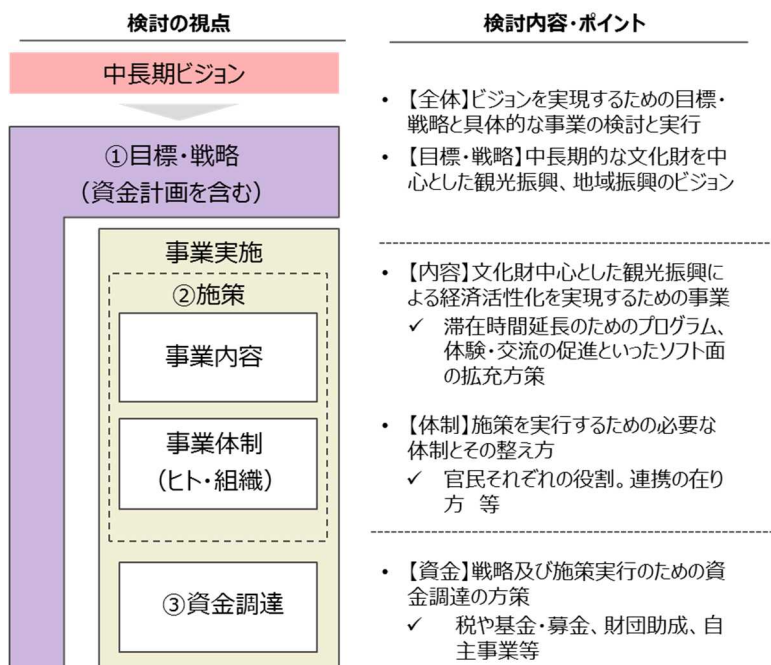 検討の視点
中長期ビジョン
①目標・戦略
（資金計画を含む）
事業実施
②施策
事業内容
事業体制
（ヒト・組織）
③資金調達
検討内容・ポイント
• 【全体】ビジョンを実現するための目標・
戦略と具体的な事業の検討と実行
• 【目標・戦略】中長期的な文化財を中
心とした観光振興、地域振興のビジョン
• 【内容】文化財中心とした観光振興に
よる経済活性化を実現するための事業
✓ 滞在時間延長のためのプログラム、
体験・交流の促進といったソフト面
の拡充方策
• 【体制】施策を実行するための必要な
体制とその整え方
✓ 官民それぞれの役割。連携の在り
方 等
• 【資金】戦略及び施策実行のための資
金調達の方策
✓ 税や基金・募金、財団助成、自
主事業等